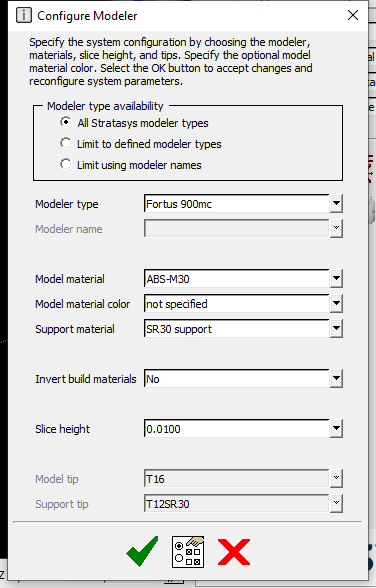 Configure Modeler
Specify the system configuration by choosing the modeler,
materials, slice height, and tips. Specify the optional model
material color. Select the OK button to accept changes and
reconfigure system parameters.
Modeler type availability
All Stratasys modeler types
Limit to defined modeler types
Limit using modeler names
Modeler type Fortus 900mc
Modeler name
Model material ABS-M30
Model material color not specified
Support material SR30 support
Invert build materials No
Slice height 0.0100
Model tip T16
Support tip T12SR30